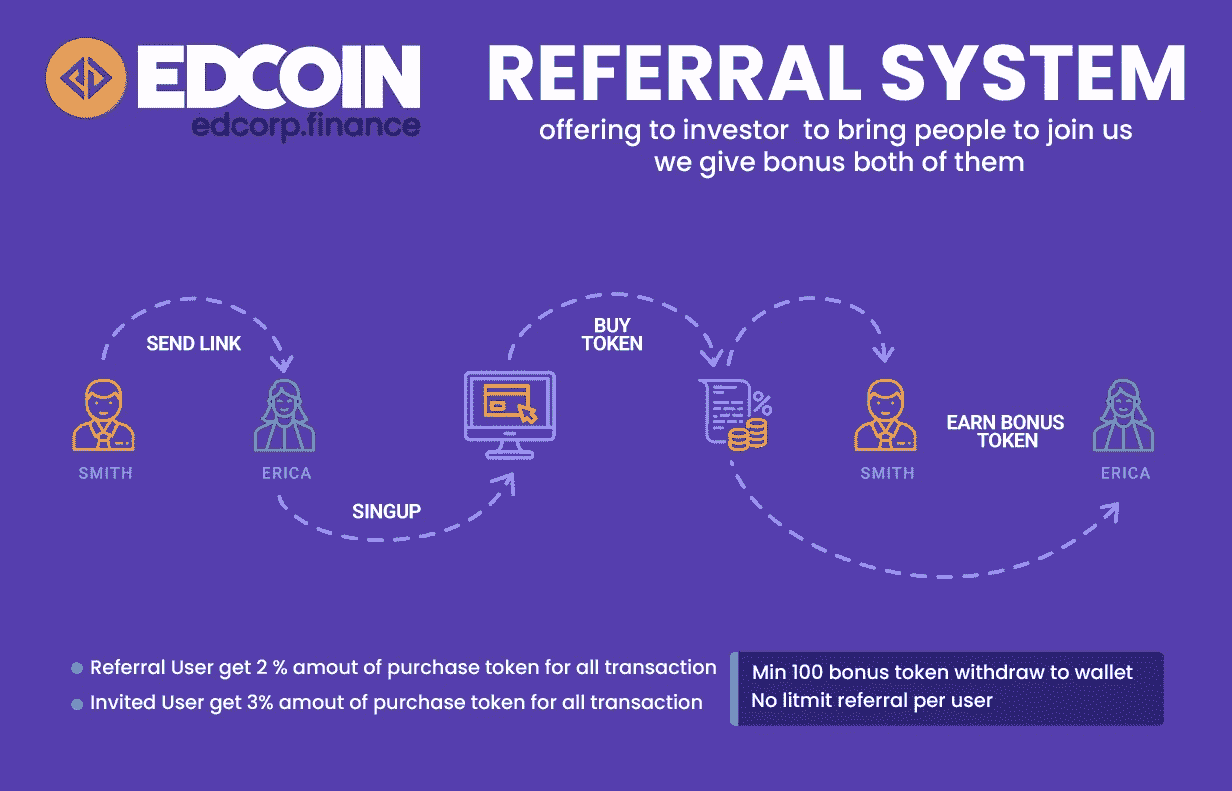 EDCOIN
edcorp.finance
REFERRAL SYSTEM
offering to investor to bring people to join us
we give bonus both of them
SEND LINK
BUY
TOKEN
SMITH
ERICA
%
SMITH
EARN BONUS
TOKEN
ERICA
SINGUP
Referral User get 2 % amout of purchase token for all transaction
Invited User get 3% amout of purchase token for all transaction
Min 100 bonus token withdraw to wallet
No litmit referral per user